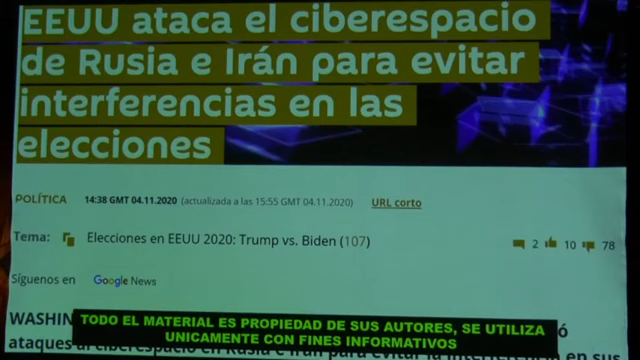 EEUU ataca el ciberespacio
de Rusia e Irán para evitar
interferencias en las
elecciones
POLÍTICA 14:38 GMT 04.11.2020 (actualizada a las 15:55 GMT 04.11.2020) URL corto
Tema: Elecciones en EEUU 2020: Trump vs. Biden (107) 2 10 78
Síguenos en Google News
TODO EL MATERIAL ES PROPIEDAD DE SUS AUTORES, SE UTILIZA
UNICAMENTE CON FINES INFORMATIVOS